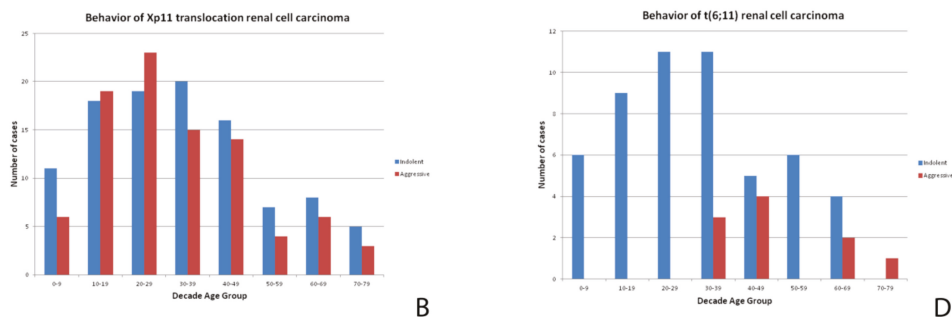 Behavior of Xp11 translocation renal cell carcinoma
25
20
15
10
5
0
Number of cases
0-9 10-19 20-29 30-39 40-49 50-59 60-69 70-79
Decade Age Group
Indolent
Aggressive
B
Behavior of t(6;11) renal cell carcinoma
12
10
8
6
4
2
0
Number of cases
0-9 10-19 20-29 30-39 40-49 50-59 60-69 70-79
Decade Age Group
Indolent
Aggressive
D